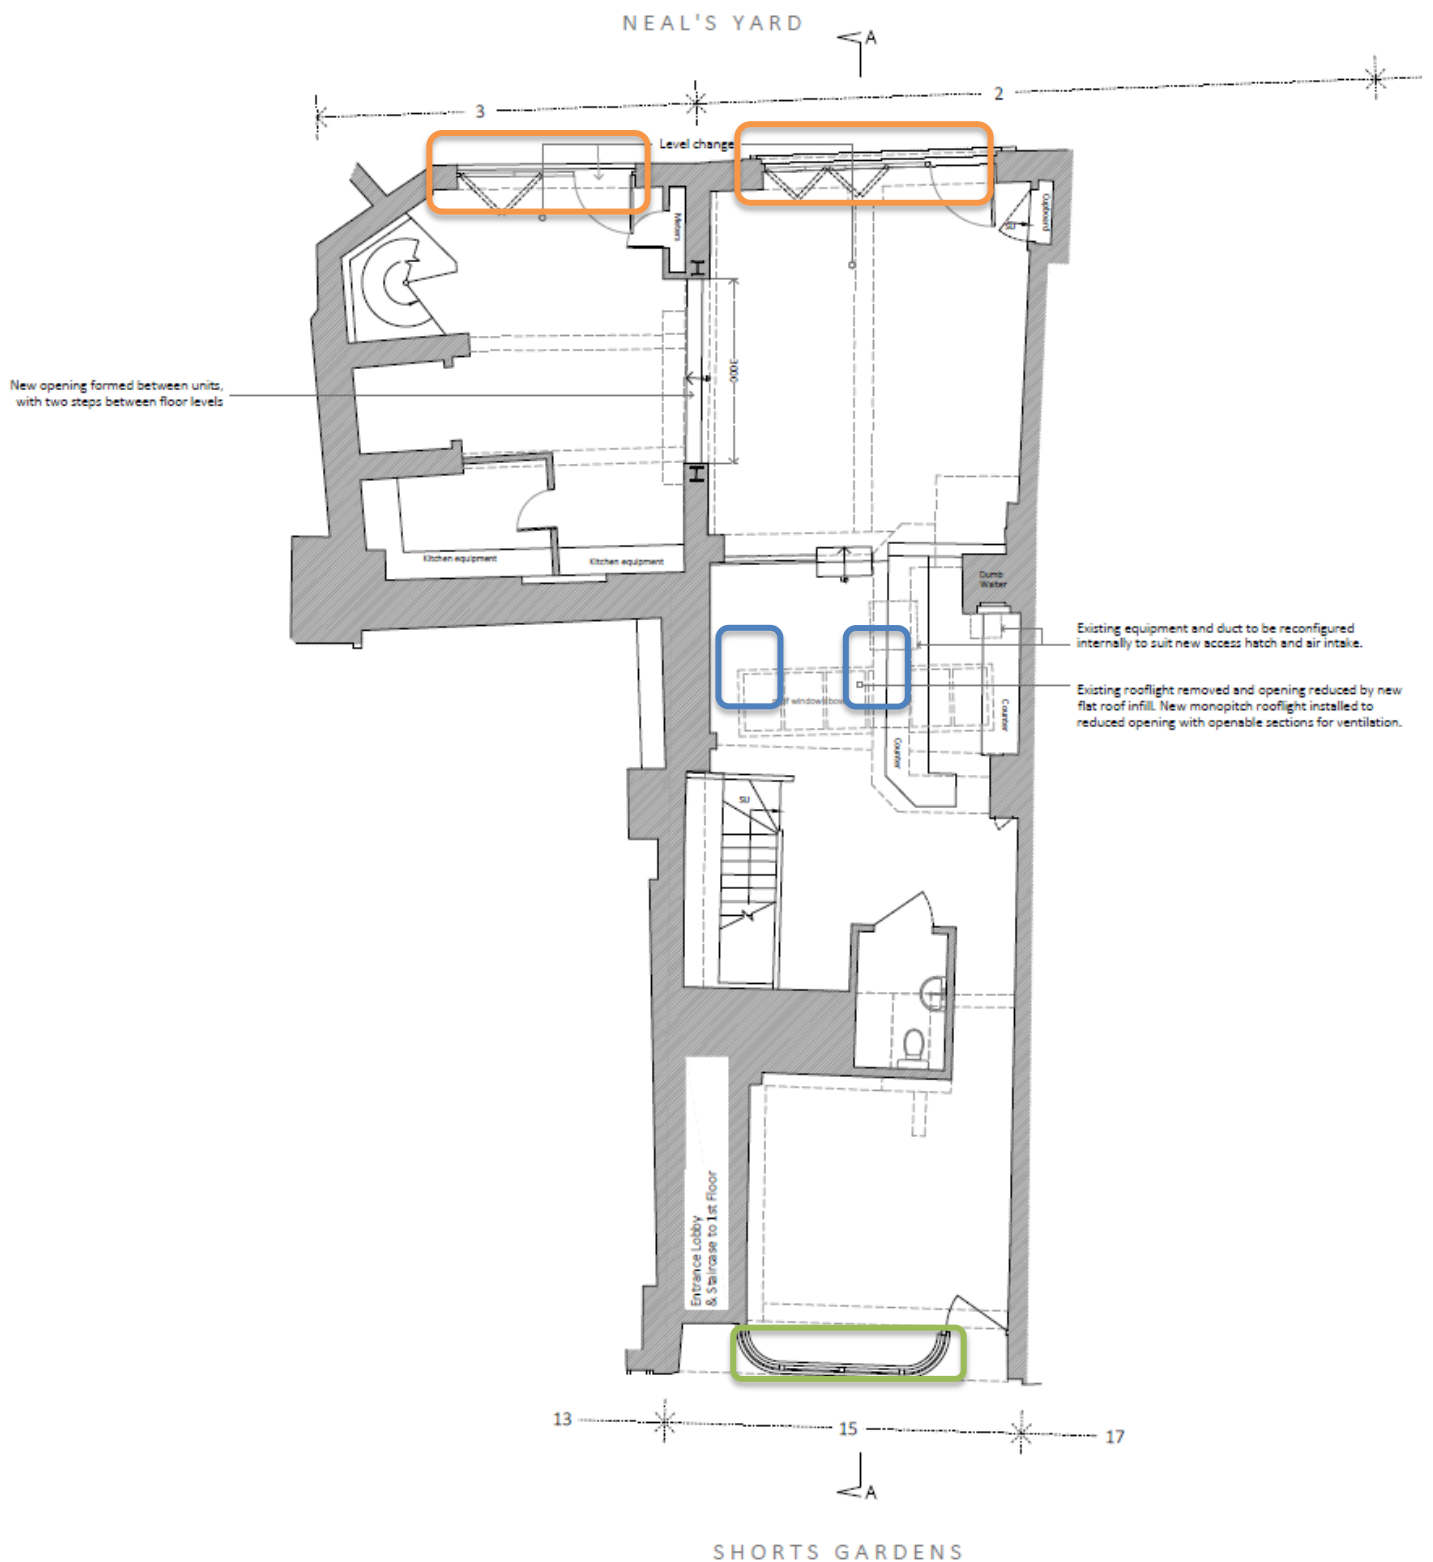 NEAL'S YARD
A
3
2
Level change
Meters
Cupboard
3000
New opening formed between units,
with two steps between floor levels
Kitchen equipment
Kitchen equipment
Dumb
Waiter
Existing equipment and duct to be reconfigured
internally to suit new access hatch and air intake.
Existing rooflight removed and opening reduced by new
flat roof infill. New monopitch rooflight installed to
reduced opening with openable sections for ventilation.
window
Counter
Counter
Entrance Lobby
& Staircase to 1st Floor
13
15
17
A
SHORTS GARDENS